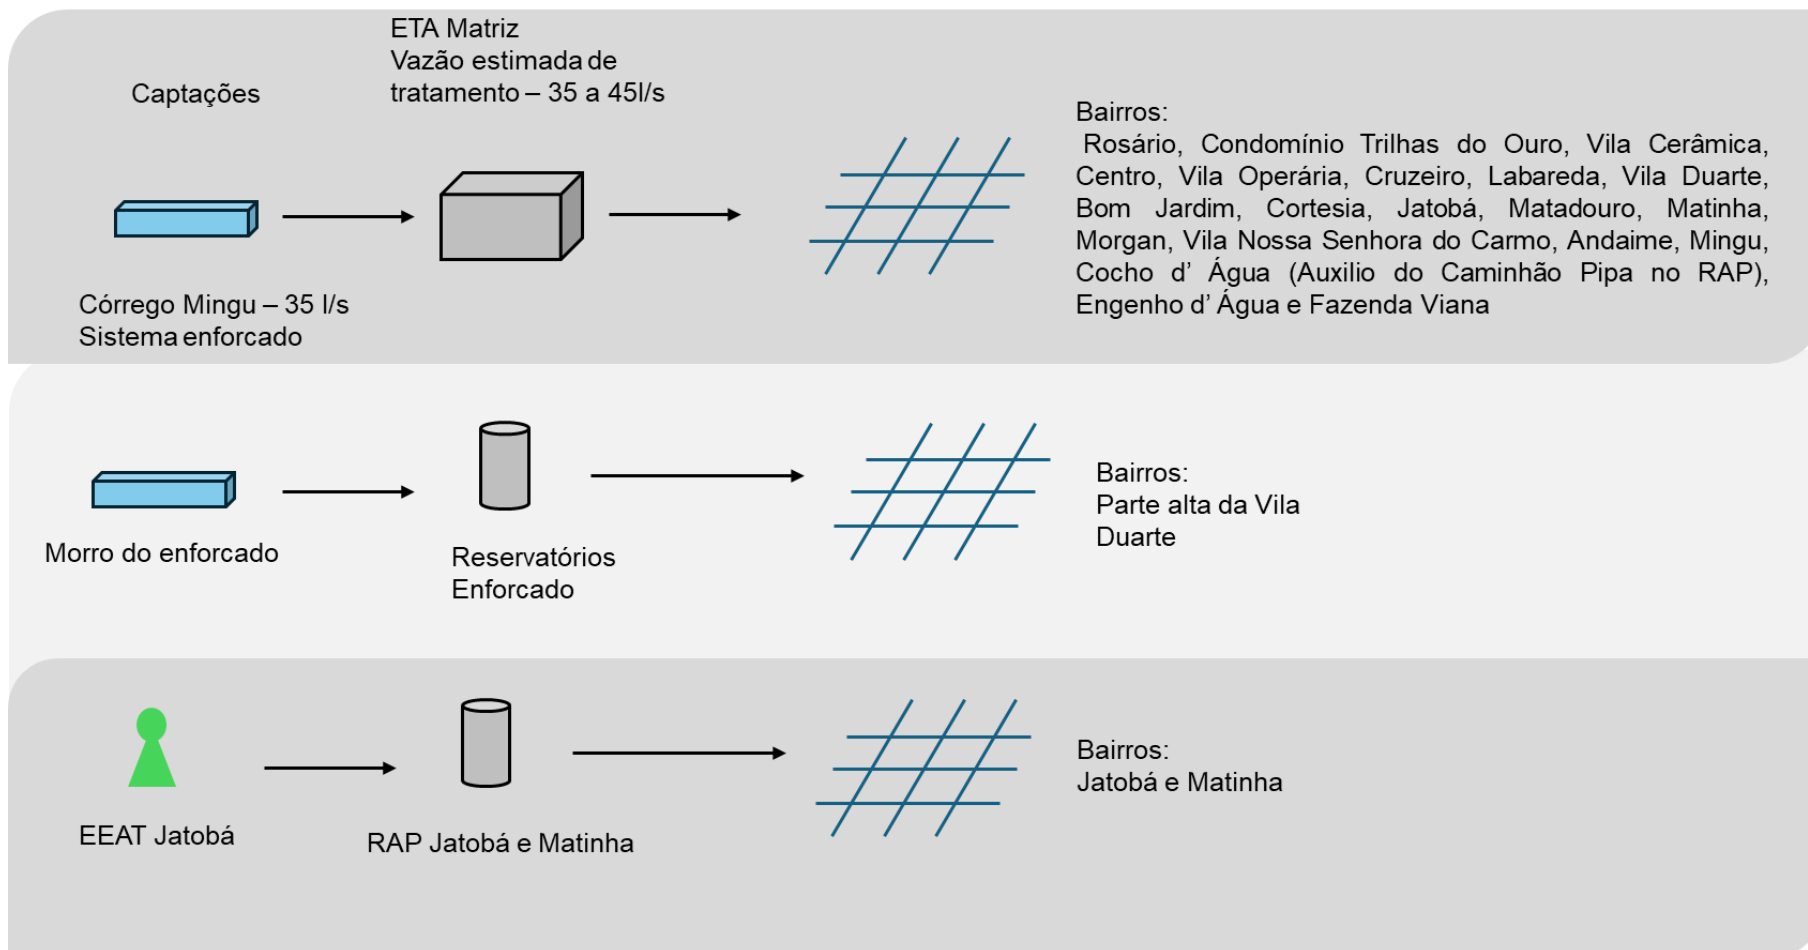 ETA Matriz
Vazão estimada de
tratamento – 35 a 45l/s
Captações
Córrego Mingu – 35 l/s
Sistema enforcado
Bairros:
Rosário, Condomínio Trilhas do Ouro, Vila Cerâmica,
Centro, Vila Operária, Cruzeiro, Labareda, Vila Duarte,
Bom Jardim, Cortesia, Jatobá, Matadouro, Matinha,
Morgan, Vila Nossa Senhora do Carmo, Andaime, Mingu,
Cocho d’ Água (Auxilio do Caminhão Pipa no RAP),
Engenho d’ Água e Fazenda Viana
Morro do enforcado
Reservatórios
Enforcado
Bairros:
Parte alta da Vila
Duarte
EEAT Jatobá
RAP Jatobá e Matinha
Bairros:
Jatobá e Matinha